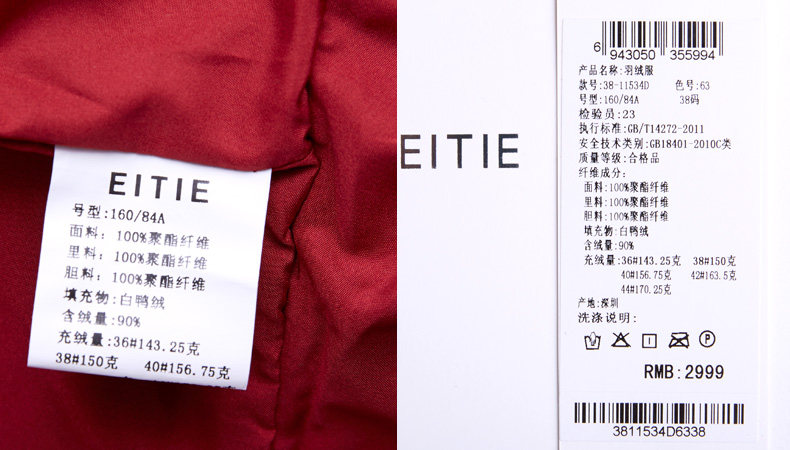 EITIE
号型:160/84A
面料: 100%聚酯纤维
里料: 100%聚酯纤维
胆料: 100%聚酯纤维
填充物:白鸭绒
含绒量:90%
充绒量:36#143.25克
38#150克 40#156.75克
EITIE
6 943050 355994
产品名称:羽绒服
款号:38-11534D 色号:63
号型:160/84A 38码
检验员:23
执行标准:GB/T14272-2011
安全技术类别:GB18401-2010C类
质量等级:合格品
纤维成分:
面料:100%聚酯纤维
里料:100%聚酯纤维
胆料:100%聚酯纤维
填充物:白鸭绒
含绒量:90%
充绒量:36#143.25克 38#150克
40#156.75克 42#163.5克
44#170.25克
产地:深圳
洗涤说明:
P
RMB:2999
3811534D6338